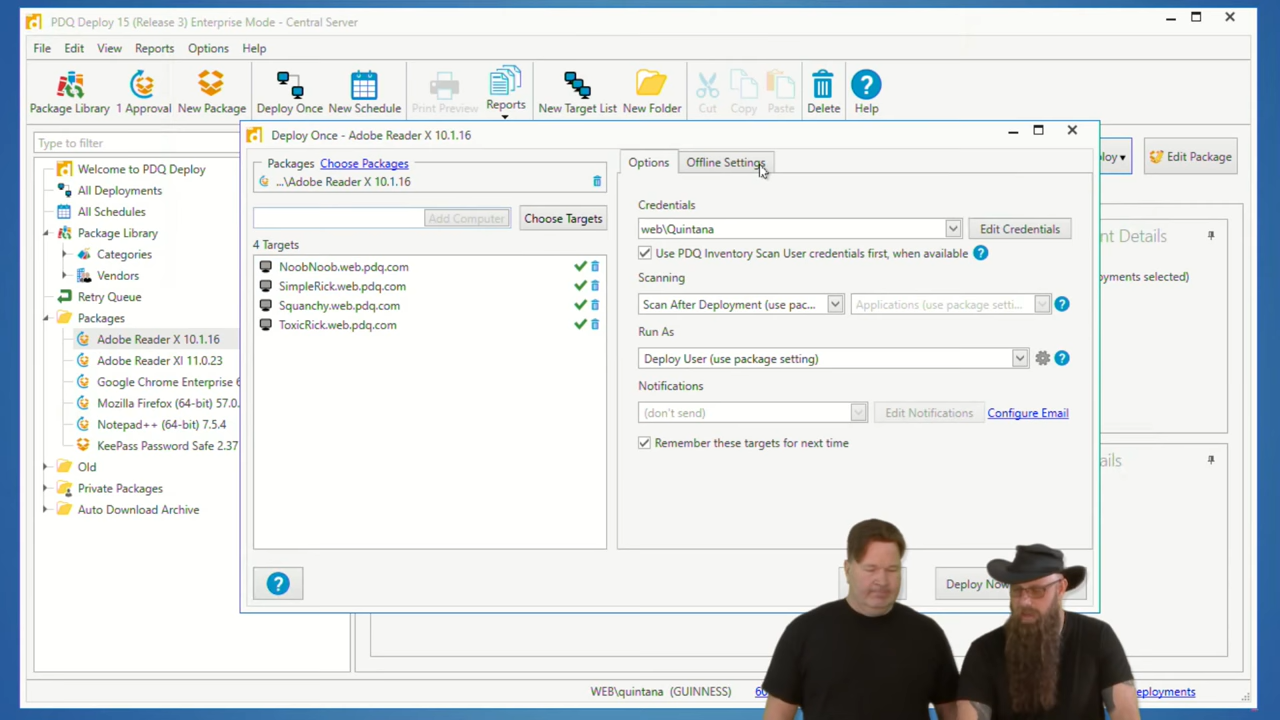 PDQ Deploy 15 (Release 3) Enterprise Mode - Central Server
File Edit View Reports Options Help
Package Library 1 Approval New Package Deploy Once New Schedule Print Preview Reports New Target List New Folder Cut Copy Paste Delete Help
Type to filter
Welcome to PDQ Deploy
All Deployments
All Schedules
Package Library
Categories
Vendors
Retry Queue
Packages
Adobe Reader X 10.1.16
Adobe Reader XI 11.0.23
Google Chrome Enterprise 6
Mozilla Firefox (64-bit) 57.0.
Notepad++ (64-bit) 7.5.4
KeePass Password Safe 2.37
Old
Private Packages
Auto Download Archive
Deploy Once - Adobe Reader X 10.1.16
Packages Choose Packages
...\Adobe Reader X 10.1.16
Add Computer Choose Targets
4 Targets
NoobNoob.web.pdq.com
SimpleRick.web.pdq.com
Squanchy.web.pdq.com
ToxicRick.web.pdq.com
?
Options Offline Settings
Credentials
web\Quintana Edit Credentials
Use PDQ Inventory Scan User credentials first, when available ?
Scanning
Scan After Deployment (use pac... Applications (use package setti... ?
Run As
Deploy User (use package setting) ?
Notifications
(don't send) Edit Notifications Configure Email
Remember these targets for next time
Deploy Now
loy Edit Package
nt Details
oyments selected)
ails
WEB\quintana (GUINNESS) 60 eployments